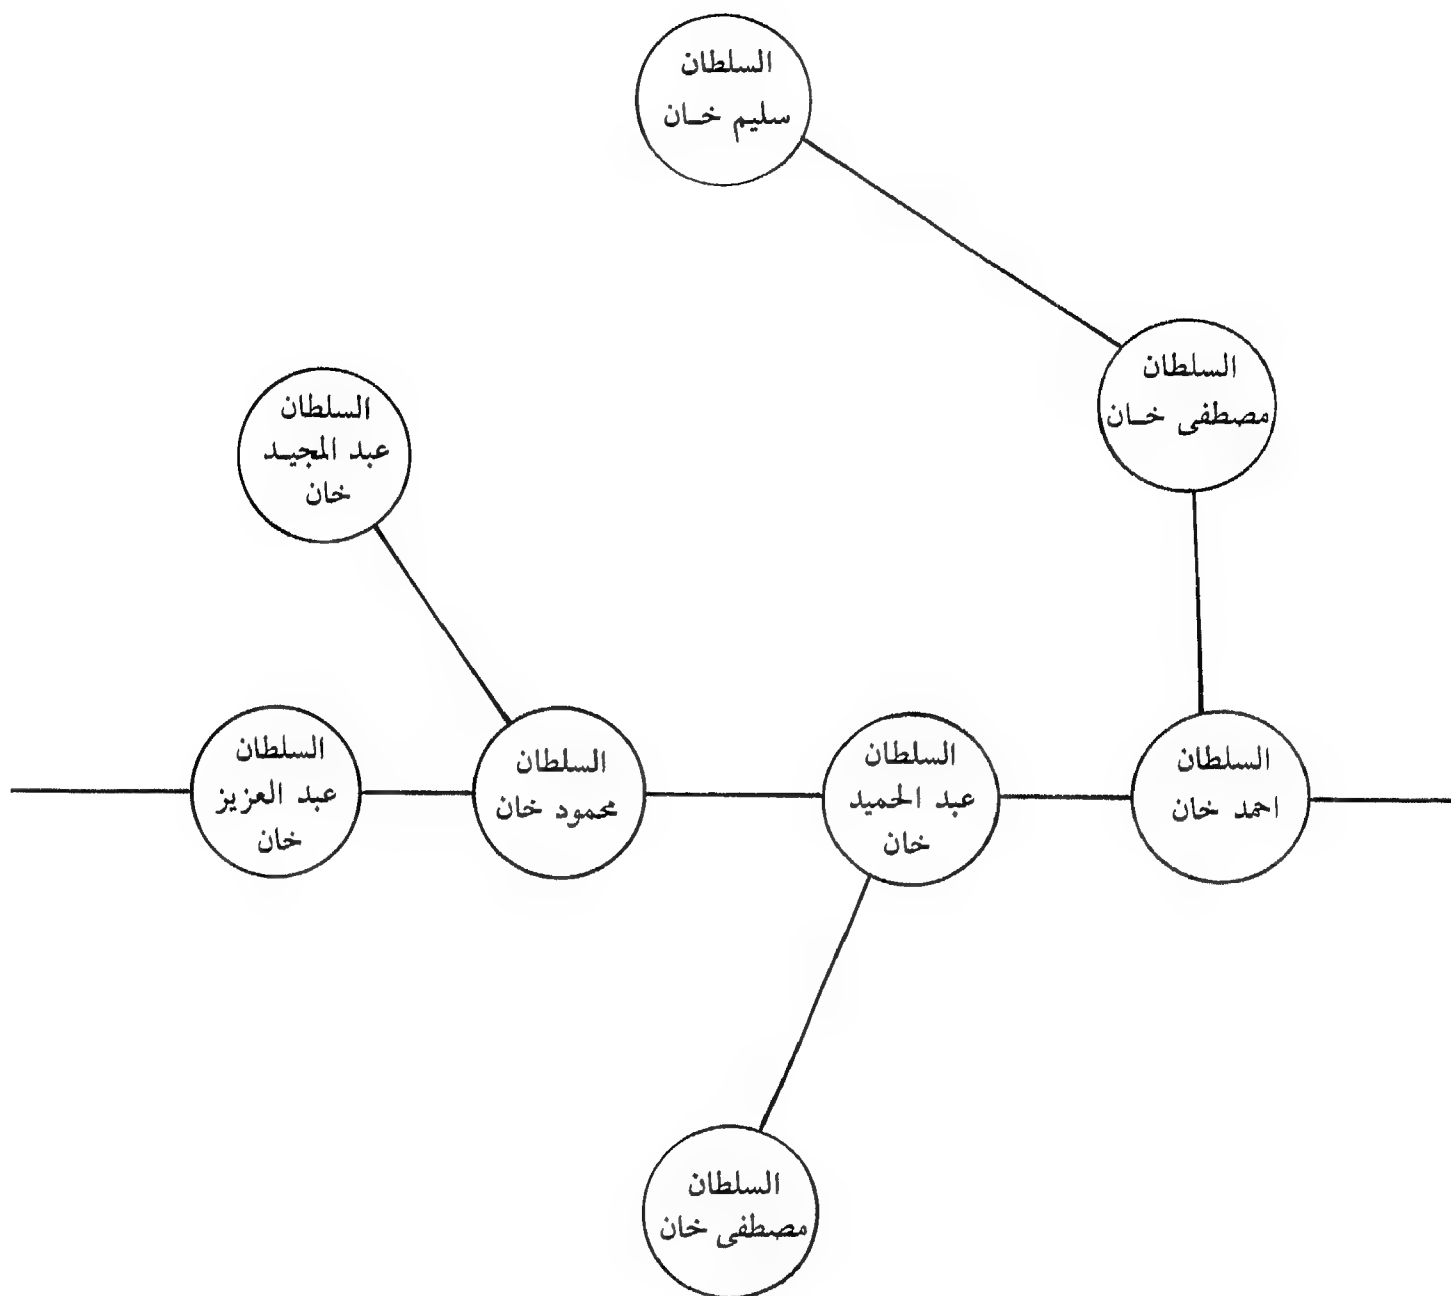 السلطان
سليم خان
السلطان
مصطفى خان
السلطان
عبد المجيد
خان
السلطان
احمد خان
السلطان
عبد الحميد
خان
السلطان
محمود خان
السلطان
عبد العزيز
خان
السلطان
مصطفى خان